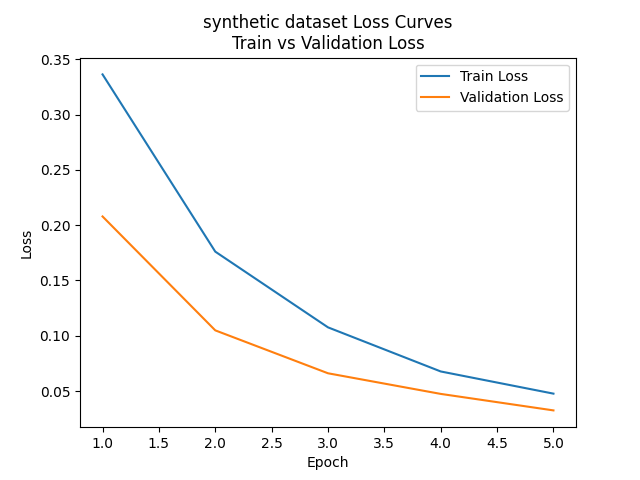 synthetic dataset Loss Curves
Train vs Validation Loss
0.35
0.30
0.25
0.20
0.15
0.10
0.05
Loss
Train Loss
Validation Loss
1.0 1.5 2.0 2.5 3.0 3.5 4.0 4.5 5.0
Epoch